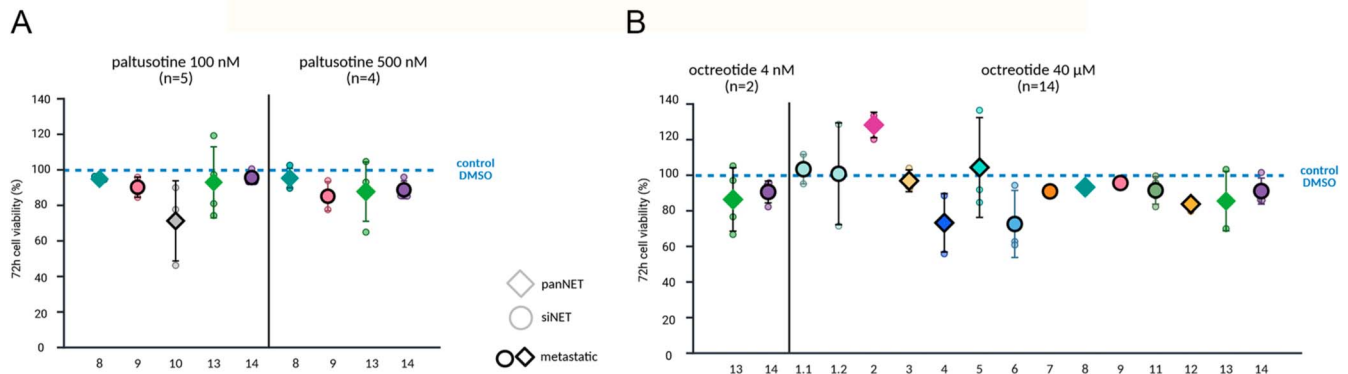 A
B
paltusotine 100 nM
(n=5)
paltusotine 500 nM
(n=4)
72h cell viability (%)
140
120
100
80
60
40
20
0
control
DMSO
8 9 10 13 14 8 9 13 14
panNET
siNET
metastatic
octreotide 4 nM
(n=2)
octreotide 40 μM
(n=14)
72h cell viability (%)
140
120
100
80
60
40
20
0
control
DMSO
13 14 1.1 1.2 2 3 4 5 6 7 8 9 11 12 13 14